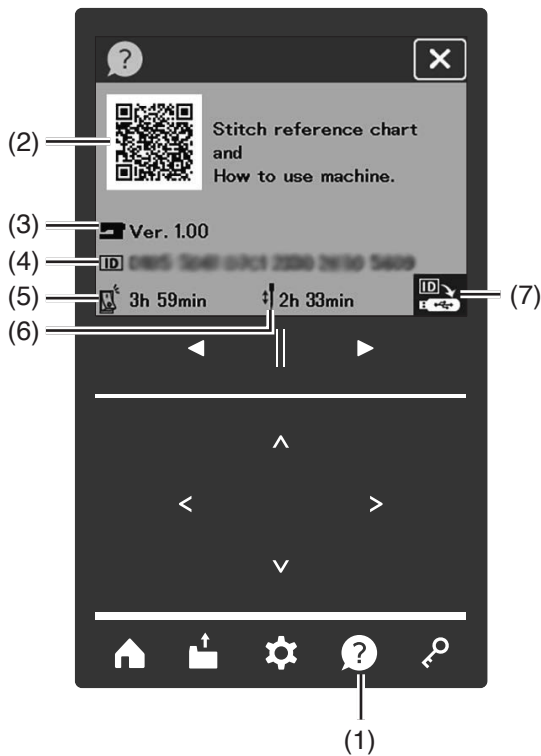 ?
(2)
Stitch reference chart
and
How to use machine.
(3)
Ver. 1.00
(4)
ID
(5)
3h 59min
2h 33min
ID
(7)
(6)
?
(1)